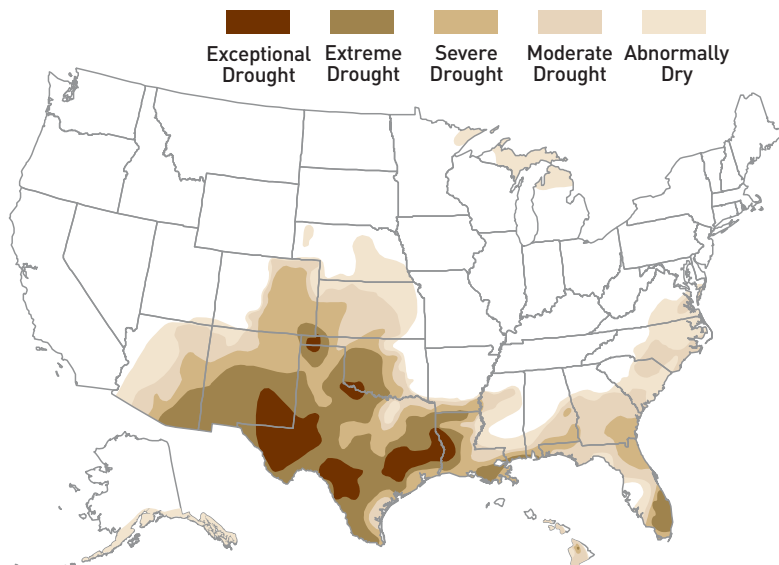 Exceptional Drought
Extreme Drought
Severe Drought
Moderate Drought
Abnormally Dry